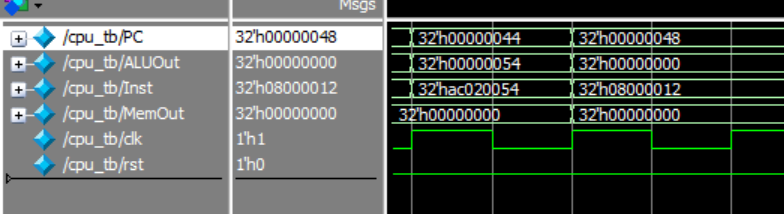 Msgs
/cpu_tb/PC 32'h00000048 32'h00000044 32'h00000048
/cpu_tb/ALUOut 32'h00000000 32'h00000054 32'h00000000
/cpu_tb/Inst 32'h08000012 32'hac020054 32'h08000012
/cpu_tb/MemOut 32'h00000000 32'h00000000 32'h00000000
/cpu_tb/clk 1'h1
/cpu_tb/rst 1'h0